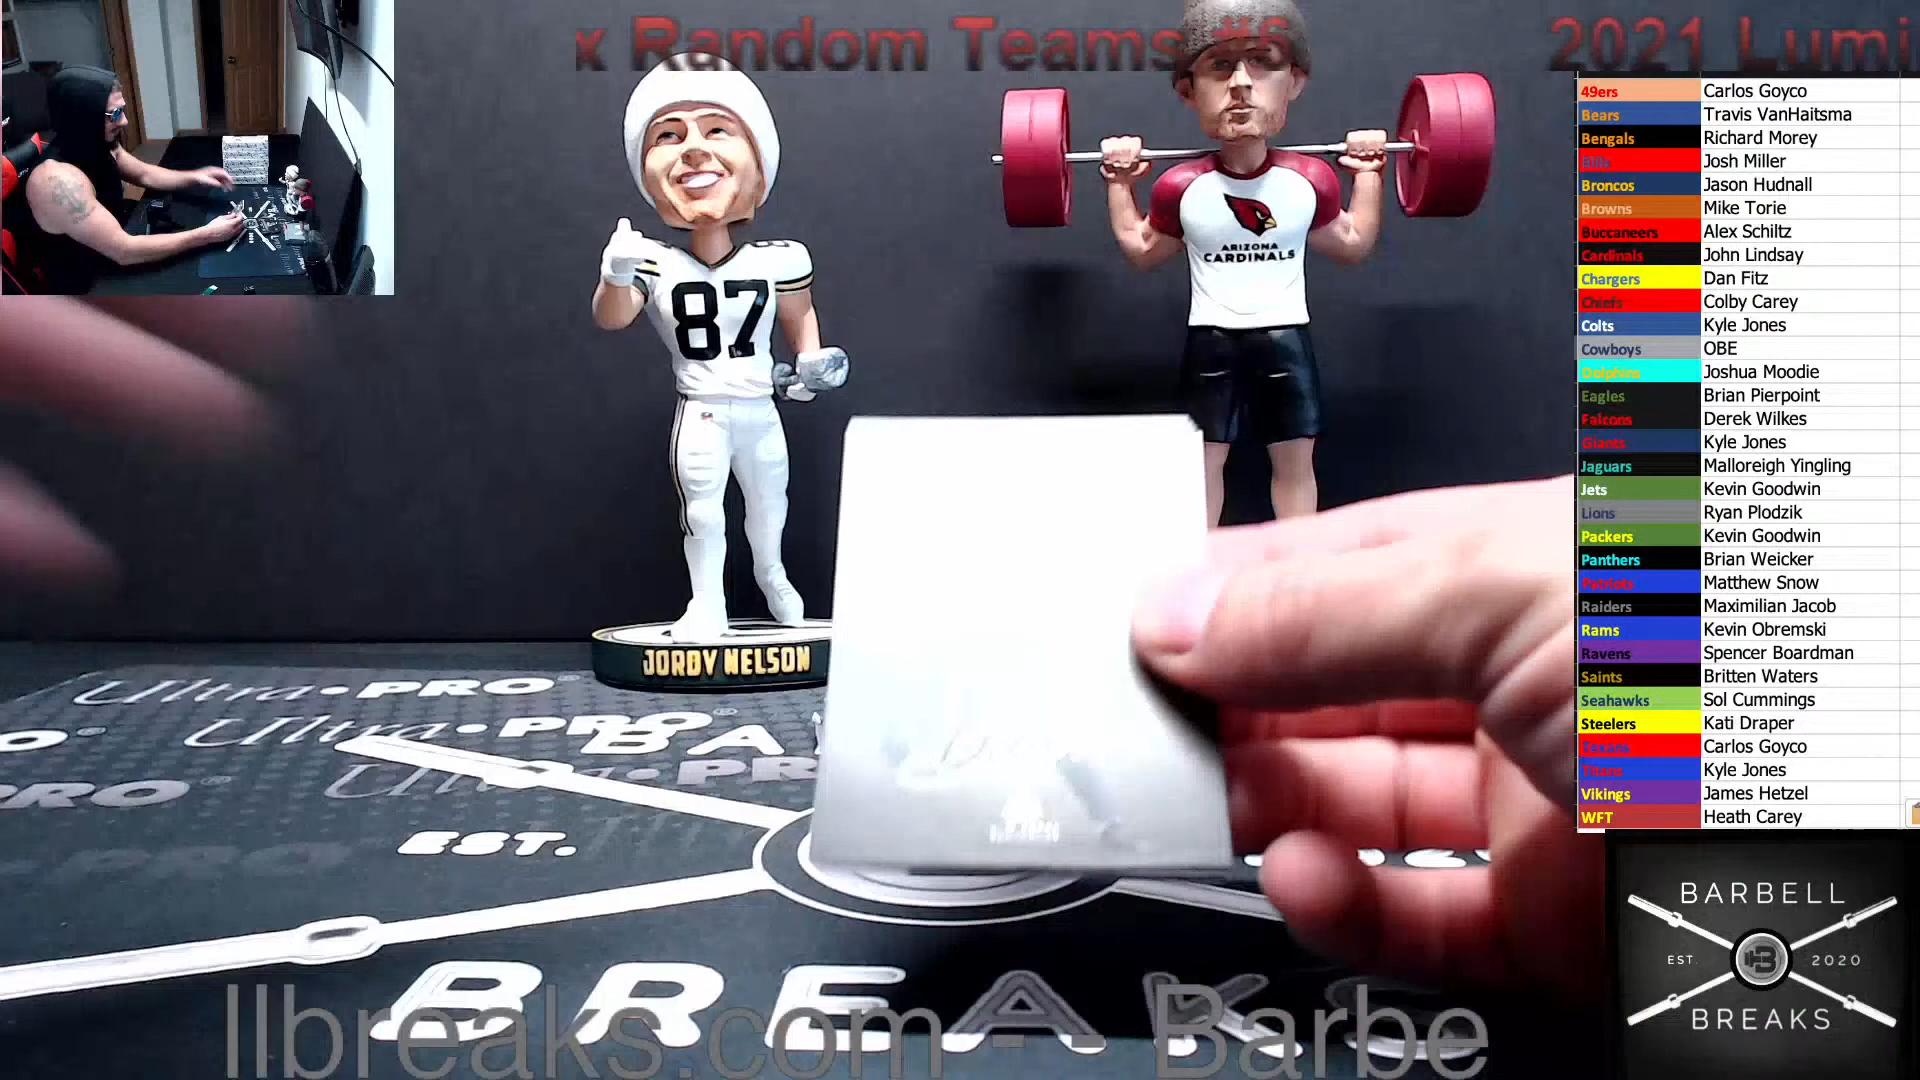 x Random Teams #6
2021 Lumi
49ers Carlos Goyco
Bears Travis VanHaitsma
Bengals Richard Morey
Bills Josh Miller
Broncos Jason Hudnall
Browns Mike Torie
Buccaneers Alex Schiltz
Cardinals John Lindsay
Chargers Dan Fitz
Chiefs Colby Carey
Colts Kyle Jones
Cowboys OBE
Dolphins Joshua Moodie
Eagles Brian Pierpoint
Falcons Derek Wilkes
Giants Kyle Jones
Jaguars Malloreigh Yingling
Jets Kevin Goodwin
Lions Ryan Plodzik
Packers Kevin Goodwin
Panthers Brian Weicker
Patriots Matthew Snow
Raiders Maximilian Jacob
Rams Kevin Obremski
Ravens Spencer Boardman
Saints Britten Waters
Seahawks Sol Cummings
Steelers Kati Draper
Texans Carlos Goyco
Titans Kyle Jones
Vikings James Hetzel
WFT Heath Carey
87
ARIZONA
CARDINALS
JORDY NELSON
Ultra•PRO®
Ultra•PRO®
Ultra•PRO
PRO®
BA
EST.
BREAKS
llbreaks.com - Barbe
BARBELL
EST. B 2020
BREAKS